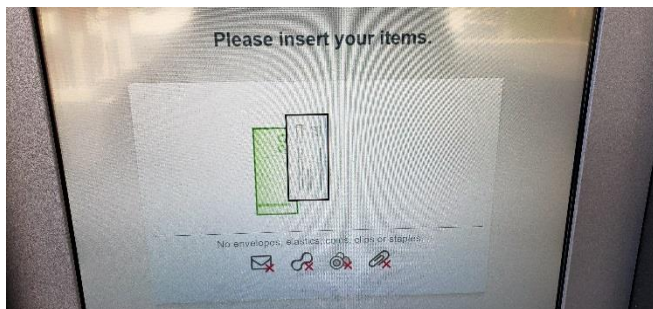 Please insert your items.
No envelopes, elastics, coins, clips or staples.